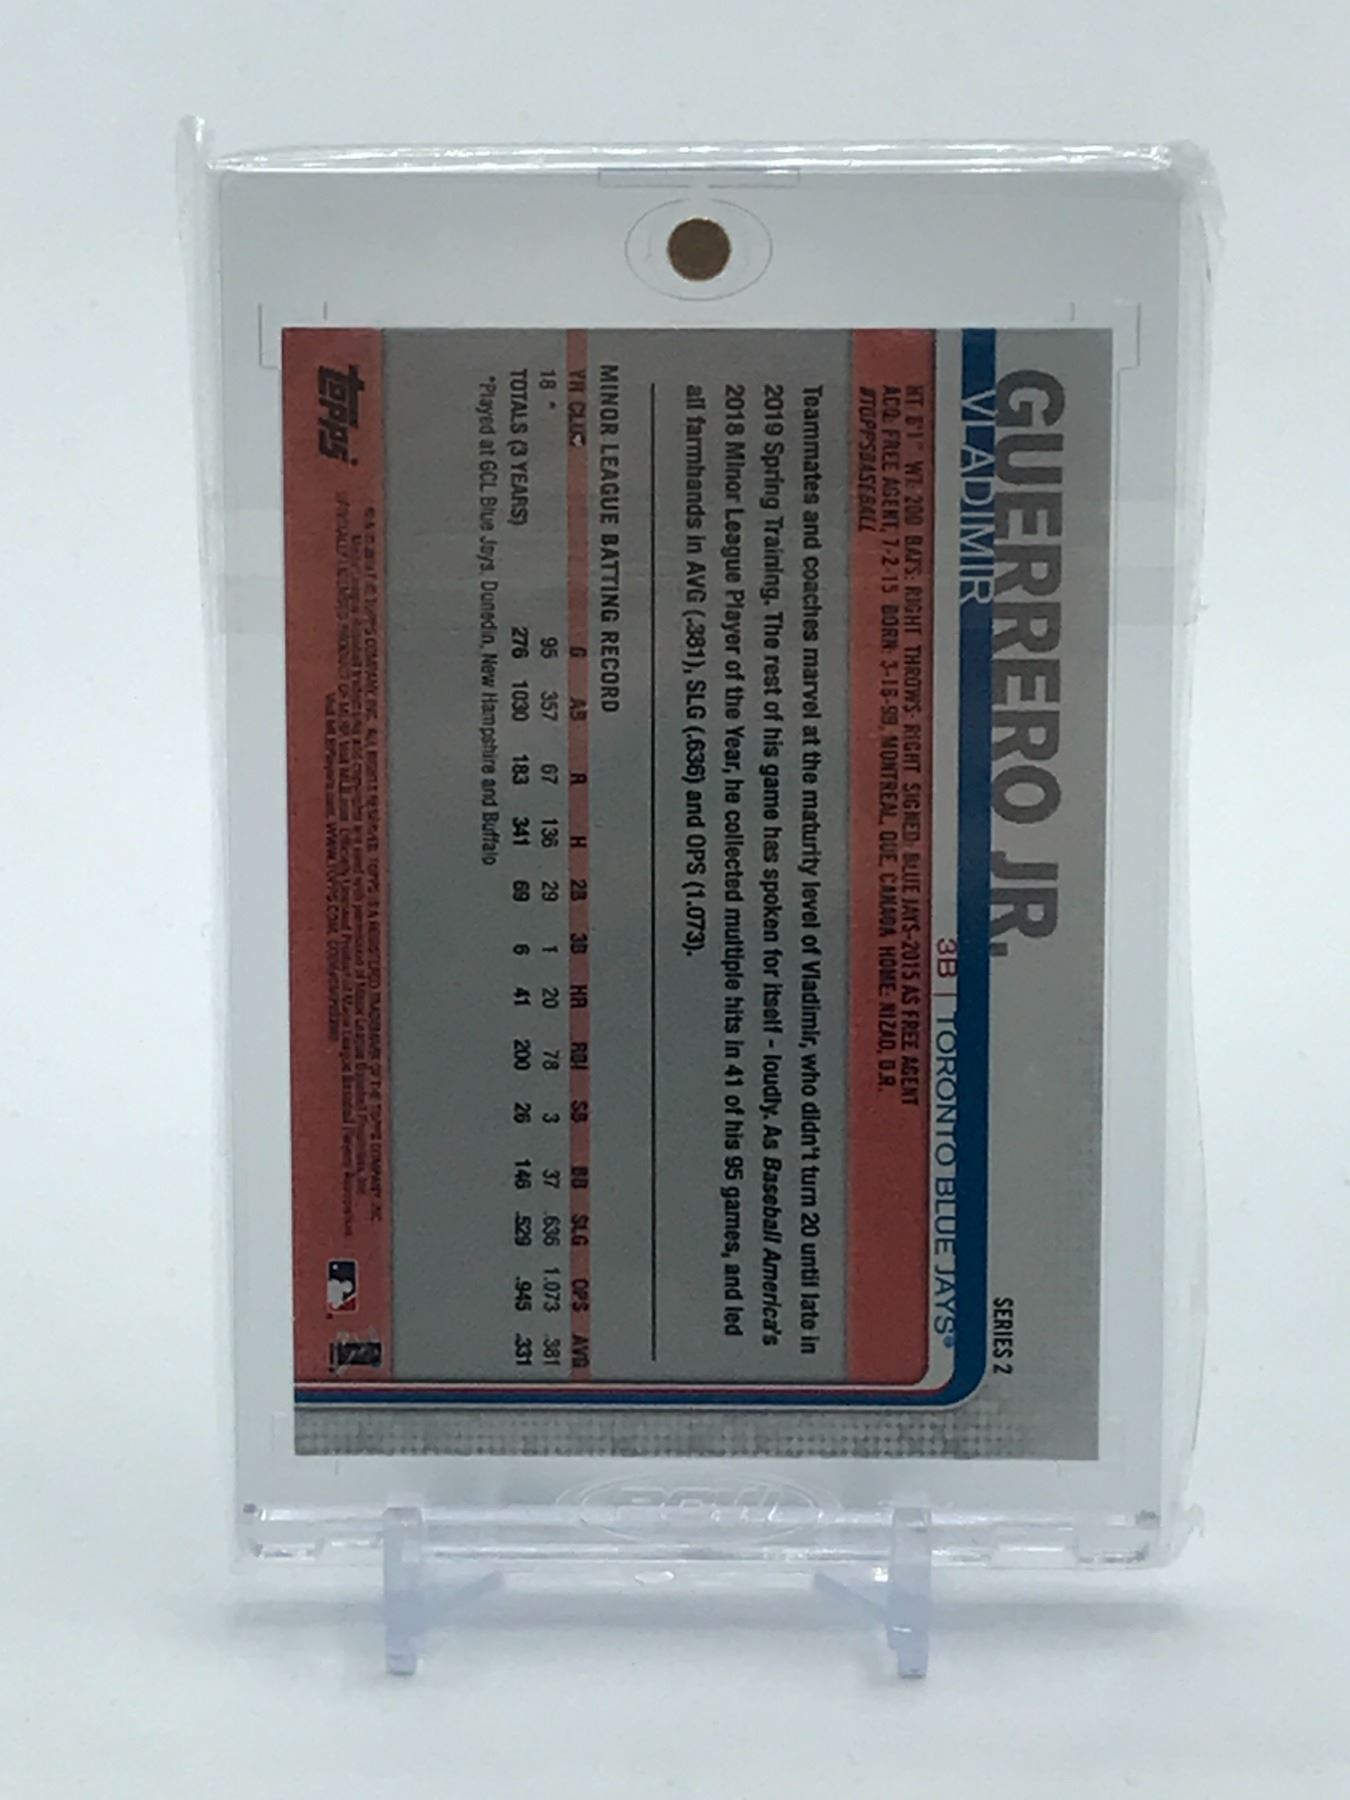 GUERRERO JR.
VLADIMIR
SERIES 2
3B | TORONTO BLUE JAYS®
HT: 6'1" WT: 200 BATS: RIGHT THROWS: RIGHT SIGNED: BLUE JAYS-2015 AS FREE AGENT
ACQ: FREE AGENT, 7-2-15 BORN: 3-16-99, MONTREAL, QUE. CANADA HOME: NIZAO, D.R.
#TOPPSBASEBALL
Teammates and coaches marvel at the maturity level of Vladimir, who didn't turn 20 until late in
2019 Spring Training. The rest of his game has spoken for itself - loudly. As Baseball America's
2018 Minor League Player of the Year, he collected multiple hits in 41 of his 95 games, and led
all farmhands in AVG (.381), SLG (.636) and OPS (1.073).
MINOR LEAGUE BATTING RECORD
YR CLUB G AB R H 2B 3B HR RBI SB BB SLG OPS AVG
18 * 95 357 67 136 29 1 20 78 3 37 .636 1.073 .381
TOTALS (3 YEARS) 276 1030 183 341 69 6 41 200 26 146 .529 .945 .331
*Played at GCL Blue Jays, Dunedin, New Hampshire and Buffalo
topps